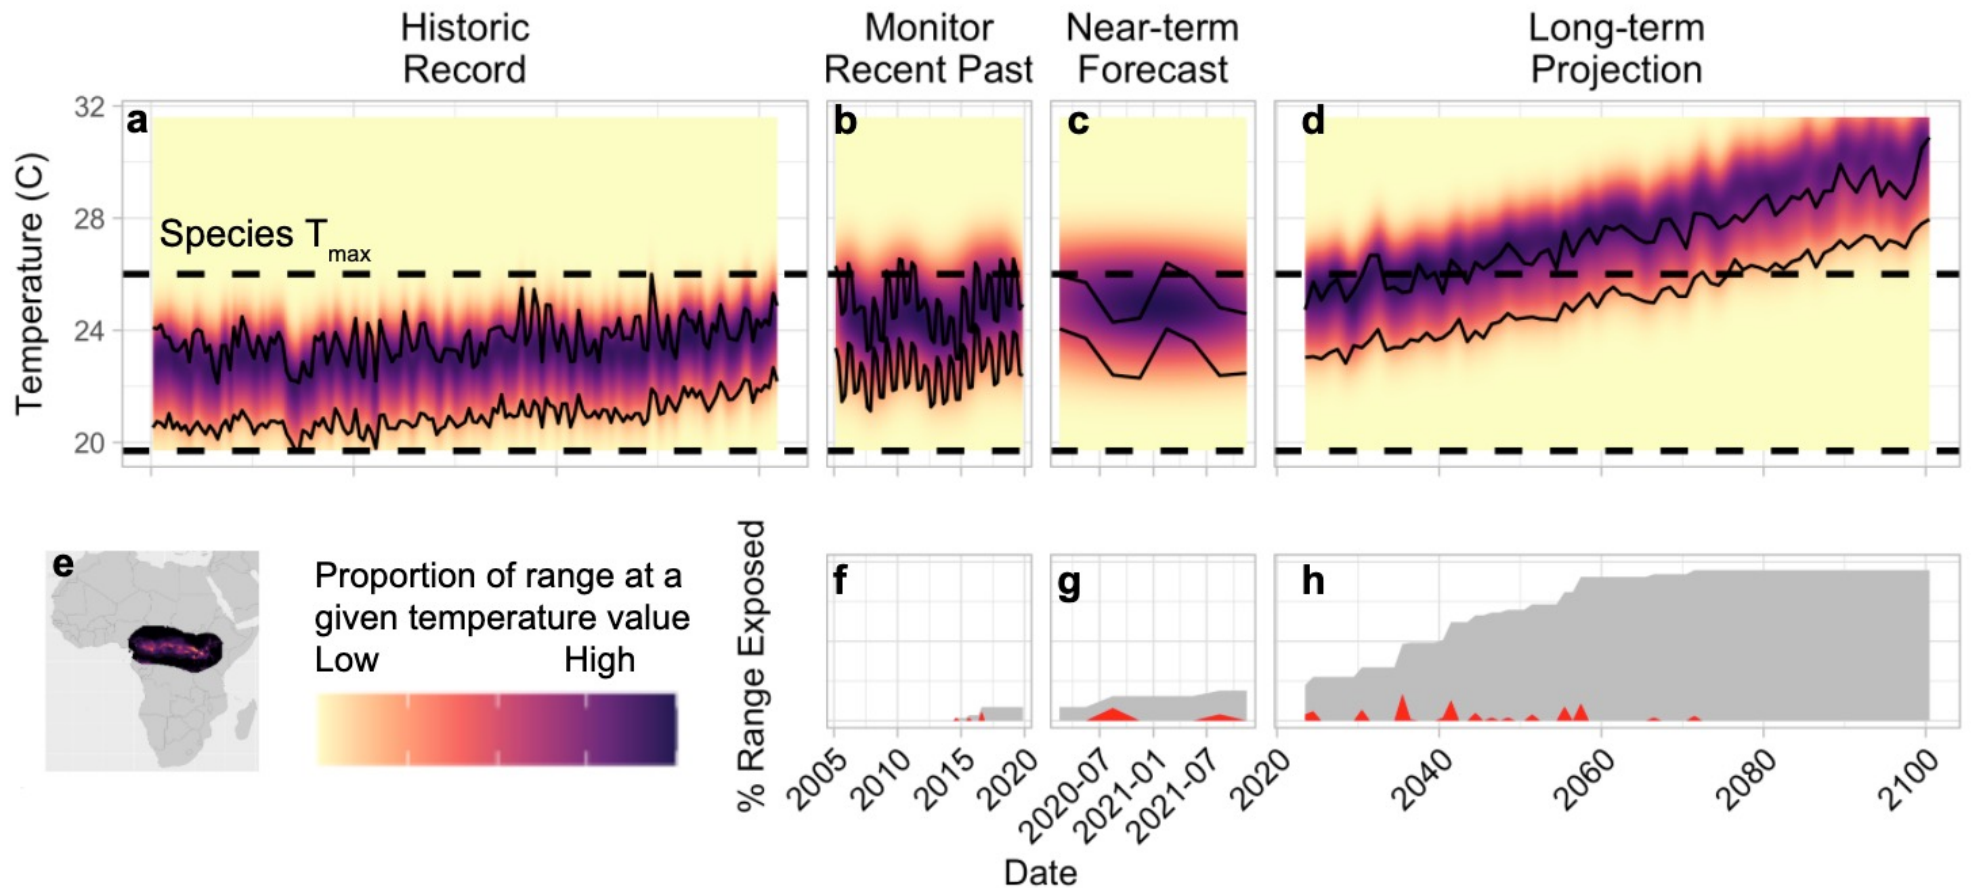 Historic
Record
Monitor
Recent Past
Near-term
Forecast
Long-term
Projection
Temperature (C)
32
28
24
20
a
b
c
d
Species Tmax
e
Proportion of range at a
given temperature value
Low High
% Range Exposed
f
g
h
2005
2010
2015
2020
2020-07
2021-01
2021-07
2020
2040
2060
2080
2100
Date